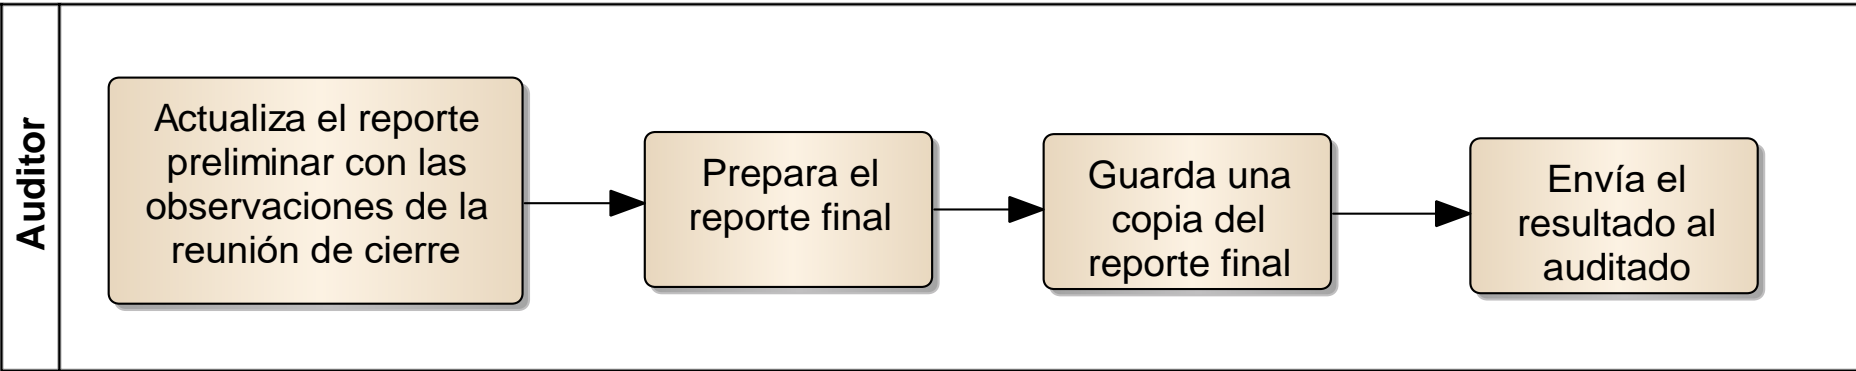 Auditor
Actualiza el reporte
preliminar con las
observaciones de la
reunión de cierre
Prepara el
reporte final
Guarda una
copia del
reporte final
Envía el
resultado al
auditado